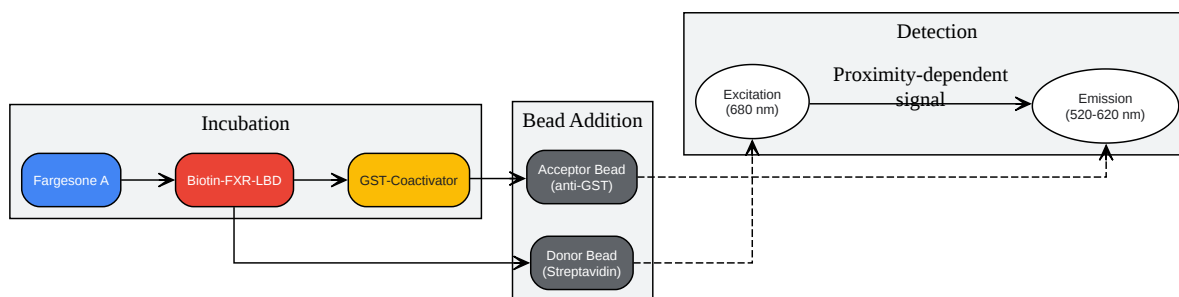 Incubation
Fargesone A
Biotin-FXR-LBD
GST-Coactivator
Bead Addition
Acceptor Bead
(anti-GST)
Donor Bead
(Streptavidin)
Detection
Excitation
(680 nm)
Proximity-dependent
signal
Emission
(520-620 nm)